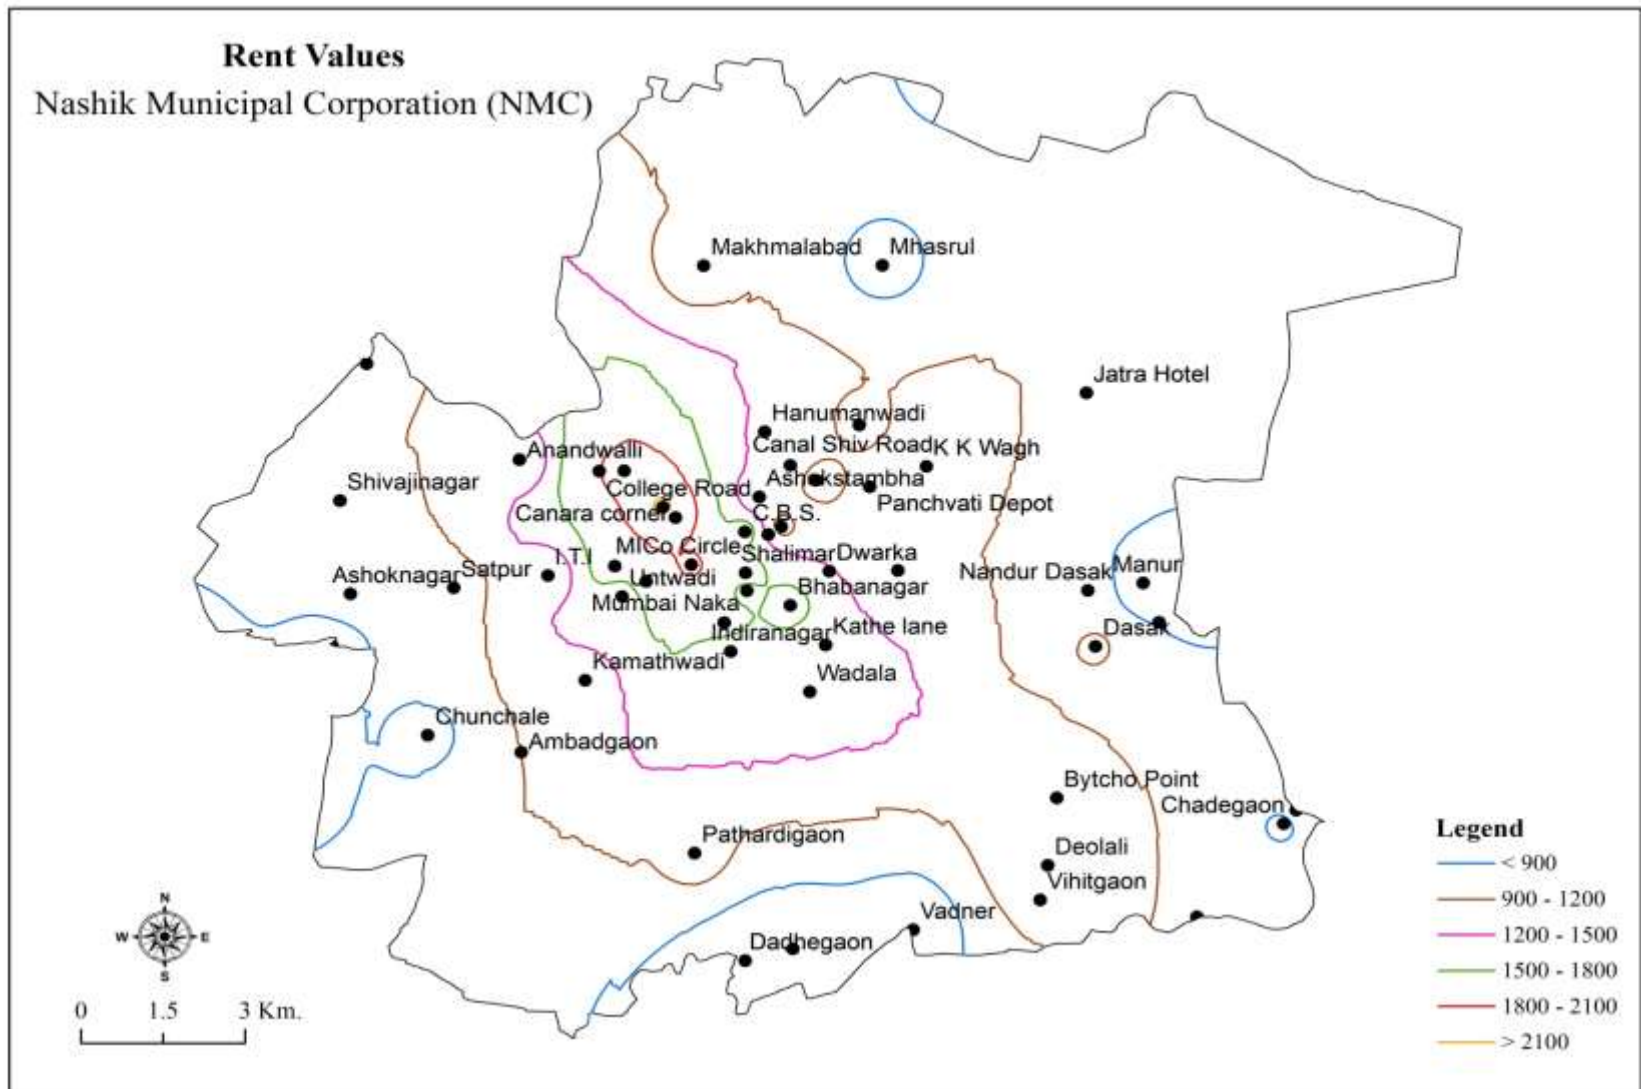 Rent Values
Nashik Municipal Corporation (NMC)
Makhmalabad
Mhasrul
Jatra Hotel
Hanumanwadi
Canal Shiv Road
K K Wagh
Anandwalli
Ashokstambha
Shivajinagar
College Road
Panchvati Depot
Canara corner
C.B.S.
MICo Circle
Shalimar
Dwarka
I.T.I
Satpur
Ashoknagar
Untwadi
Nandur Dasak
Manur
Bhabanagar
Mumbai Naka
Indiranagar
Kathe lane
Dasak
Kamathwadi
Wadala
Chunchale
Ambadgaon
Bytcho Point
Chadegaon
Pathardigaon
Deolali
Vihitgaon
Vadner
Dadhegaon
Legend
< 900
900 - 1200
1200 - 1500
1500 - 1800
1800 - 2100
> 2100
N
W E
S
0 1.5 3 Km.